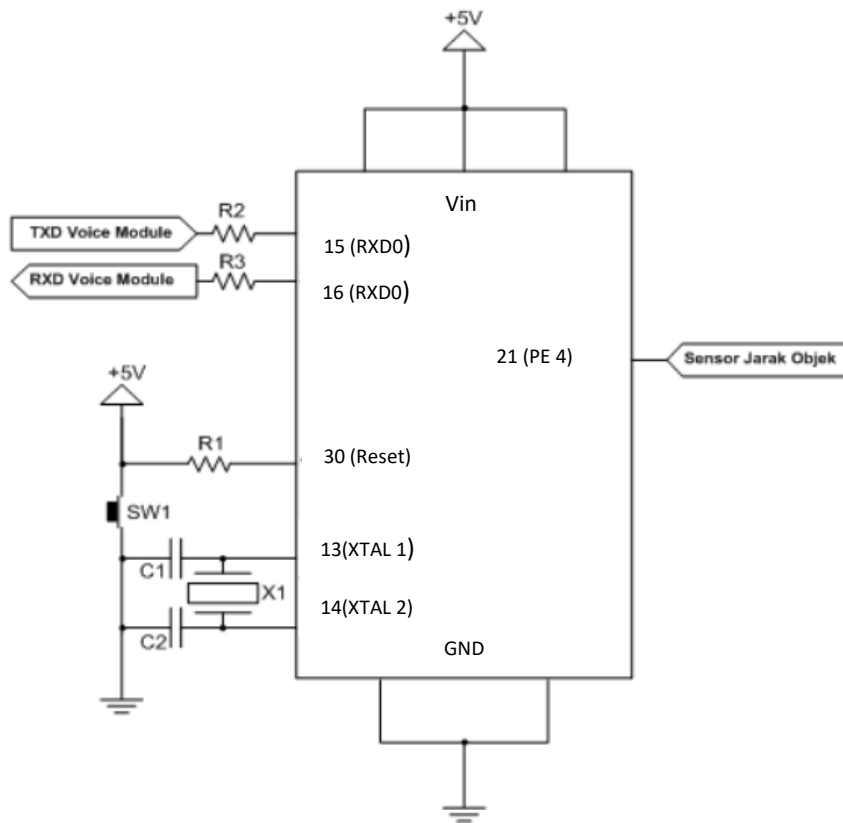 +5V
Vin
TXD Voice Module
R2
15 (RXD0)
RXD Voice Module
R3
16 (RXD0)
21 (PE 4)
Sensor Jarak Objek
+5V
R1
30 (Reset)
SW1
13(XTAL 1)
C1
X1
14(XTAL 2)
C2
GND